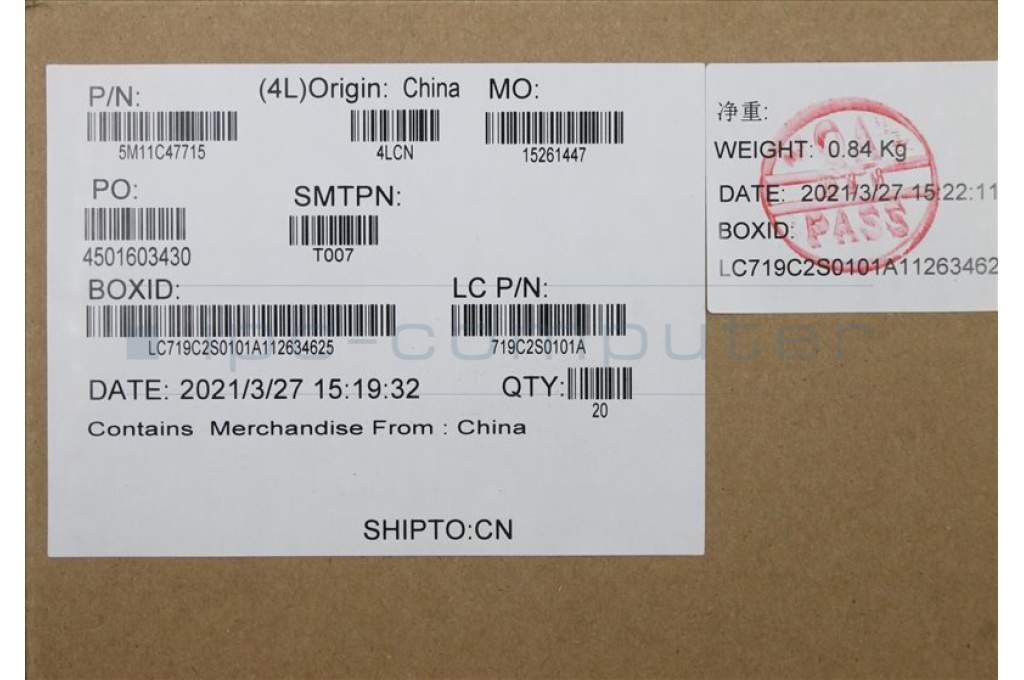 P/N: (4L)Origin: China MO:
5M11C47715 4LCN 15261447
PO: SMTPN:
4501603430 T007
BOXID: LC P/N:
LC719C2S0101A112634625 719C2S0101A
DATE: 2021/3/27 15:19:32 QTY:
20
Contains Merchandise From : China
SHIPTO:CN
净重:
WEIGHT: 0.84 Kg
DATE: 2021/3/27 15:22:11
BOXID:
LC719C2S0101A11263462
PASS
ipc-computer